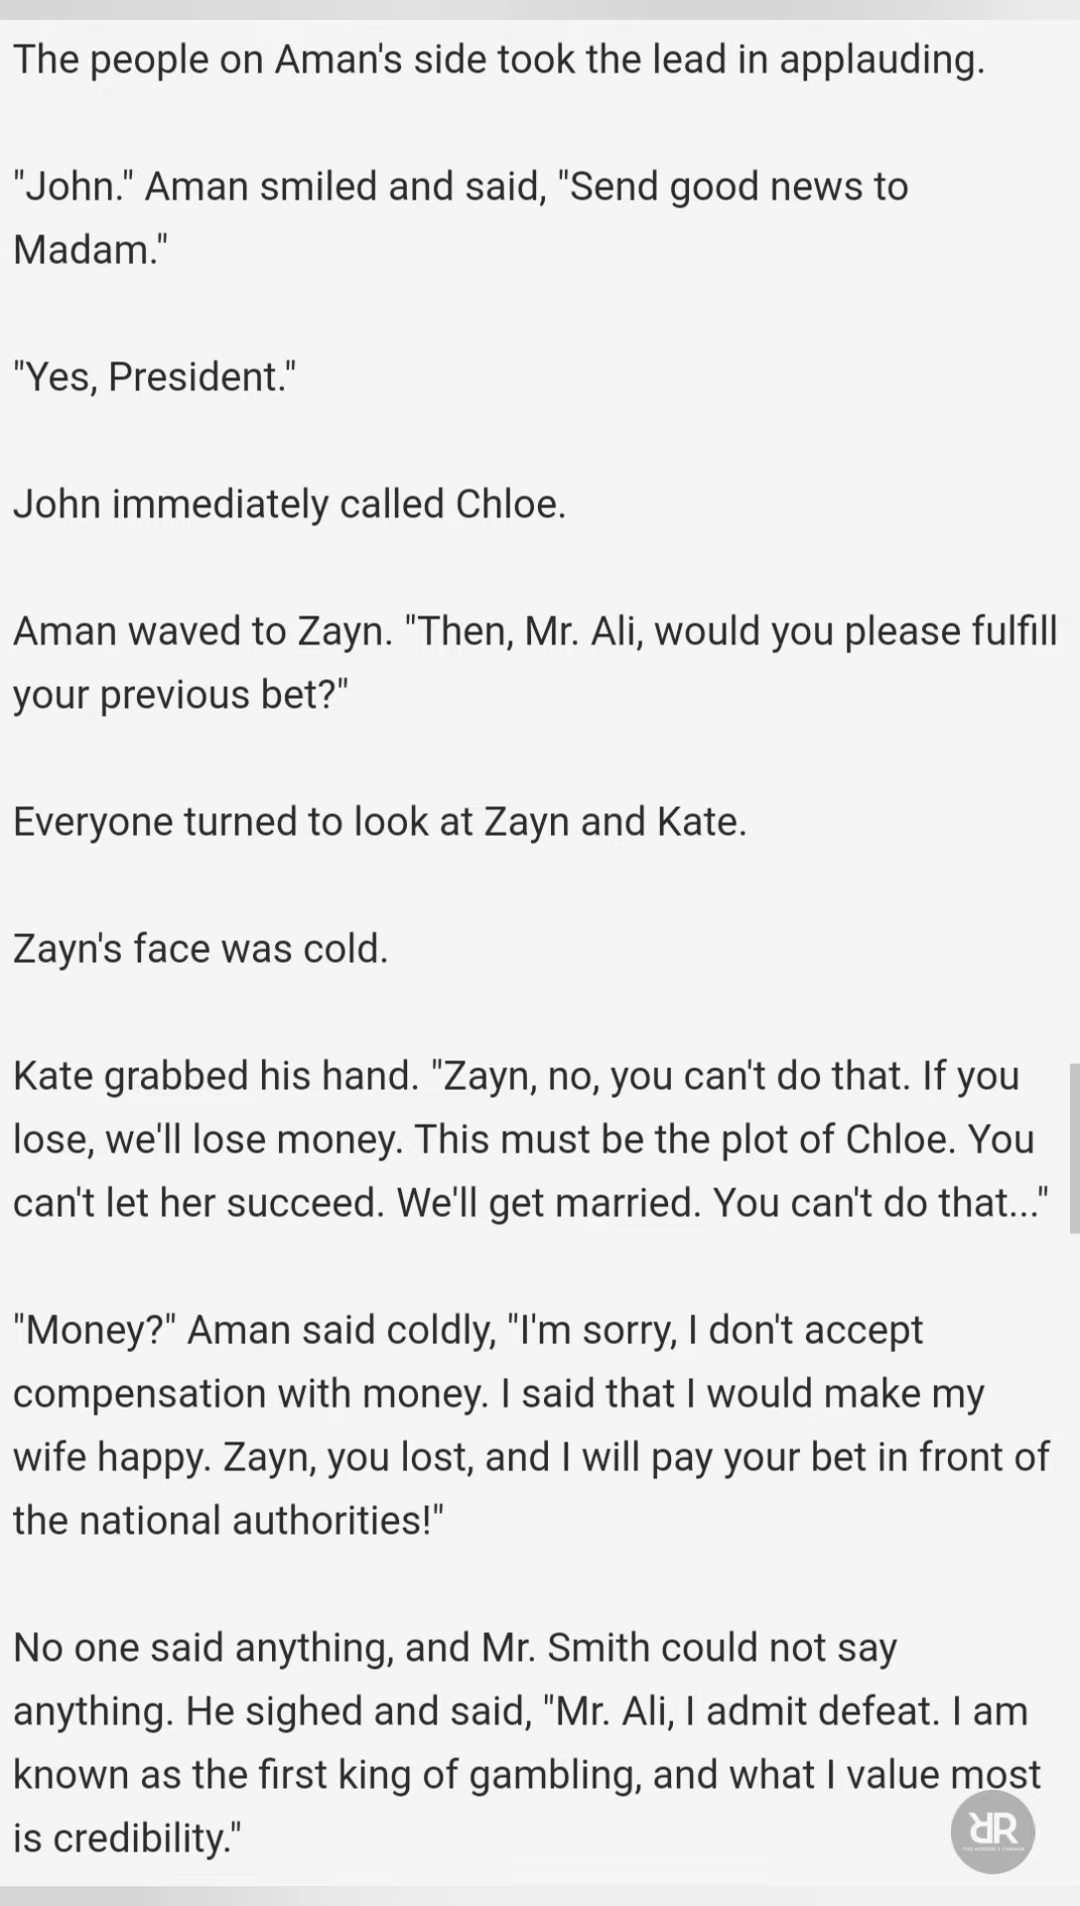 The people on Aman's side took the lead in applauding.
"John." Aman smiled and said, "Send good news to
Madam."
"Yes, President."
John immediately called Chloe.
Aman waved to Zayn. "Then, Mr. Ali, would you please fulfill
your previous bet?"
Everyone turned to look at Zayn and Kate.
Zayn's face was cold.
Kate grabbed his hand. "Zayn, no, you can't do that. If you
lose, we'll lose money. This must be the plot of Chloe. You
can't let her succeed. We'll get married. You can't do that..."
"Money?" Aman said coldly, "I'm sorry, I don't accept
compensation with money. I said that I would make my
wife happy. Zayn, you lost, and I will pay your bet in front of
the national authorities!"
No one said anything, and Mr. Smith could not say
anything. He sighed and said, "Mr. Ali, I admit defeat. I am
known as the first king of gambling, and what I value most
is credibility."